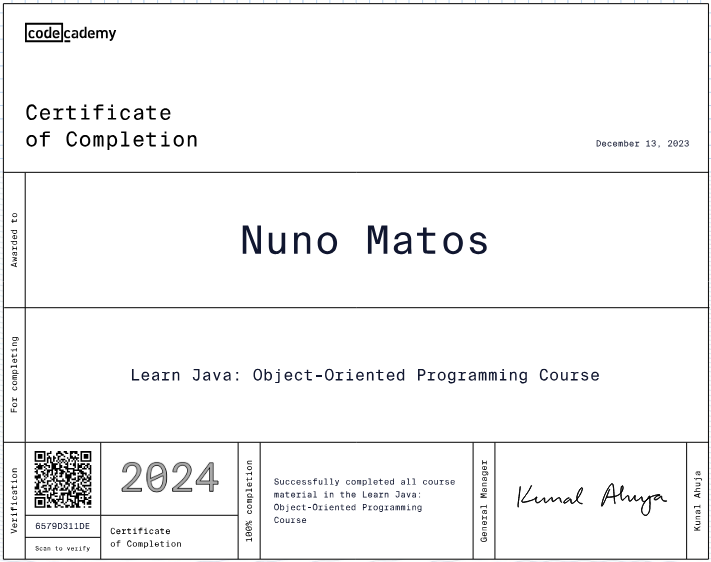 codecademy
Certificate
of Completion
December 13, 2023
Awarded to
Nuno Matos
For completing
Learn Java: Object-Oriented Programming Course
Verification
6579D311DE
Scan to verify
2024
Certificate
of Completion
100% completion
Successfully completed all course
material in the Learn Java:
Object-Oriented Programming
Course
General Manager
Kunal Ahuja
Kunal Ahuja